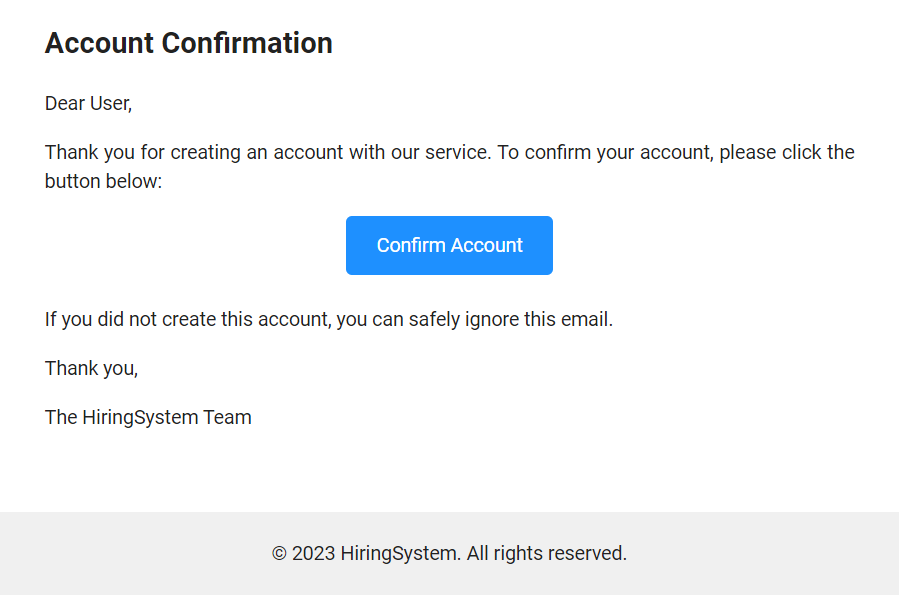 Account Confirmation
Dear User,
Thank you for creating an account with our service. To confirm your account, please click the
button below:
Confirm Account
If you did not create this account, you can safely ignore this email.
Thank you,
The HiringSystem Team
© 2023 HiringSystem. All rights reserved.